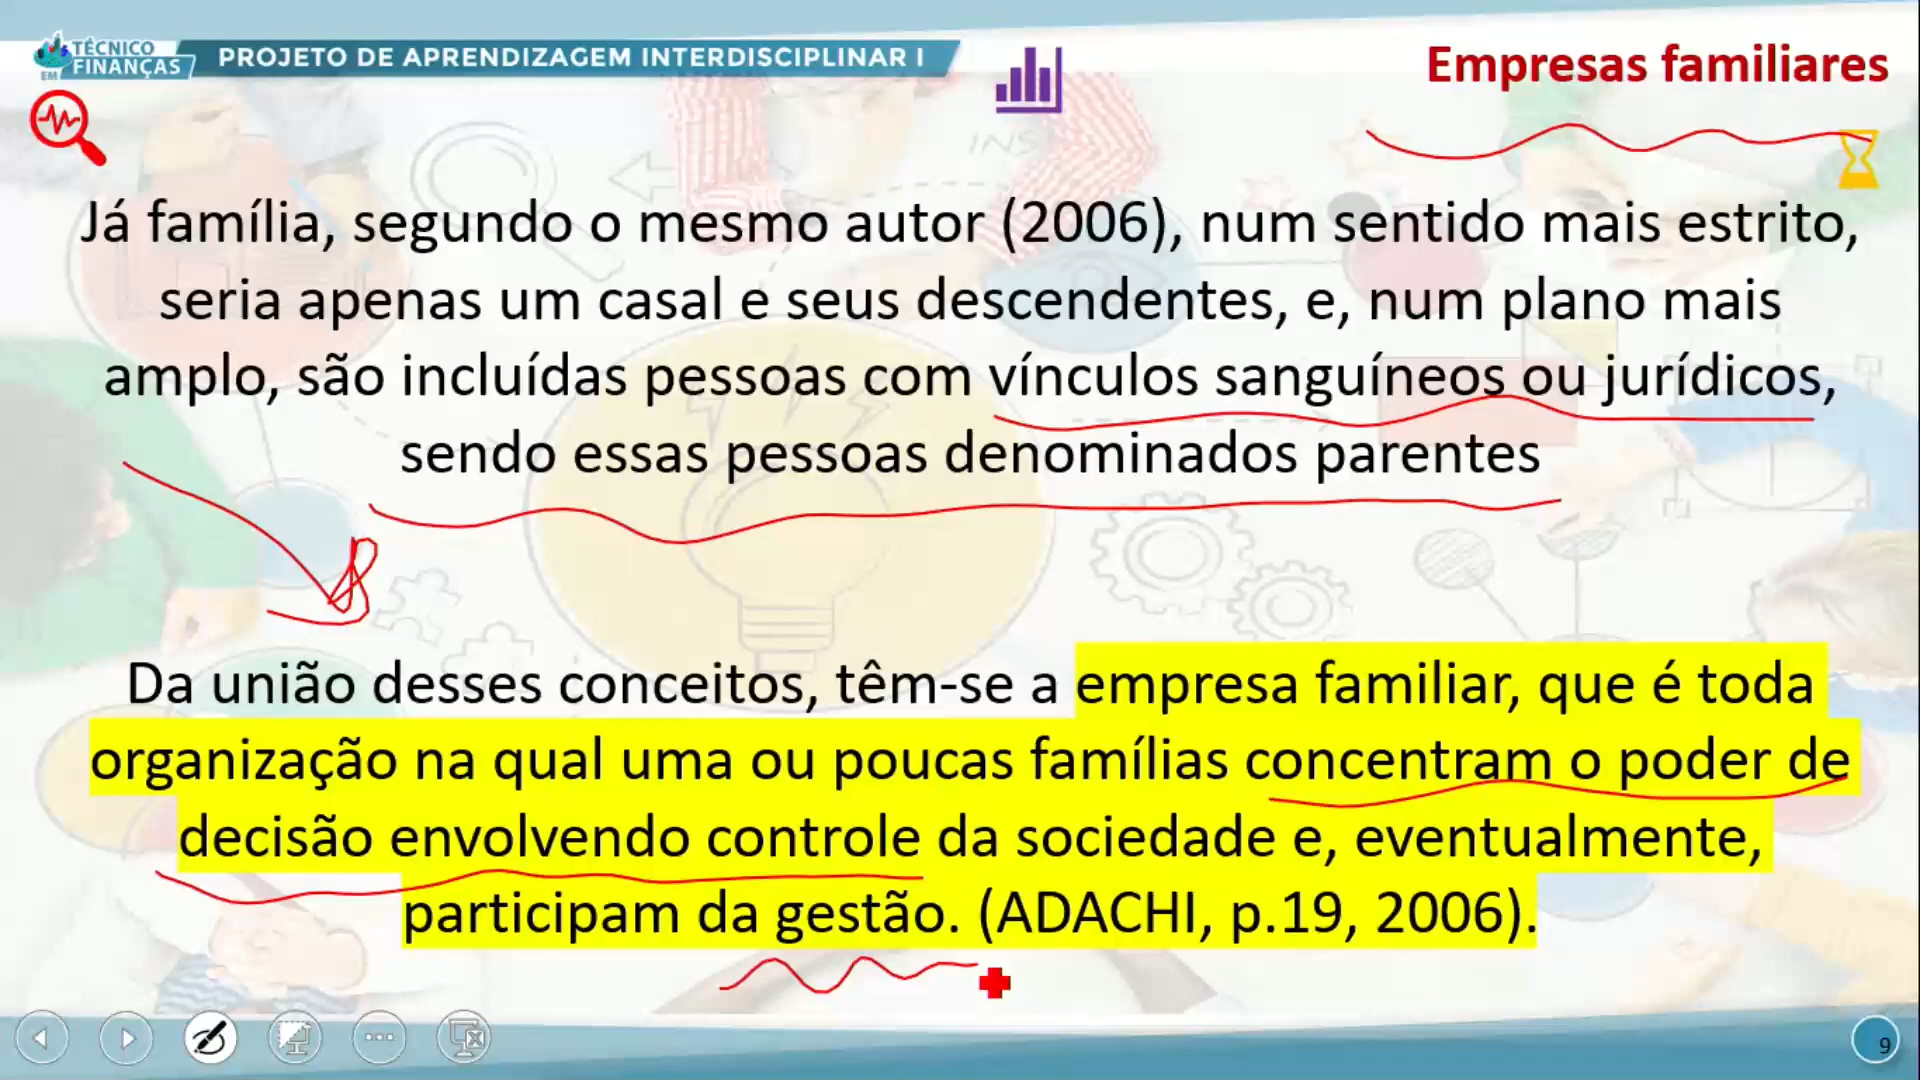 TÉCNICO
EM FINANÇAS
PROJETO DE APRENDIZAGEM INTERDISCIPLINAR I
Empresas familiares
INS
Já família, segundo o mesmo autor (2006), num sentido mais estrito,
seria apenas um casal e seus descendentes, e, num plano mais
amplo, são incluídas pessoas com vínculos sanguíneos ou jurídicos,
sendo essas pessoas denominados parentes
Da união desses conceitos, têm-se a empresa familiar, que é toda
organização na qual uma ou poucas famílias concentram o poder de
decisão envolvendo controle da sociedade e, eventualmente,
participam da gestão. (ADACHI, p.19, 2006).
9